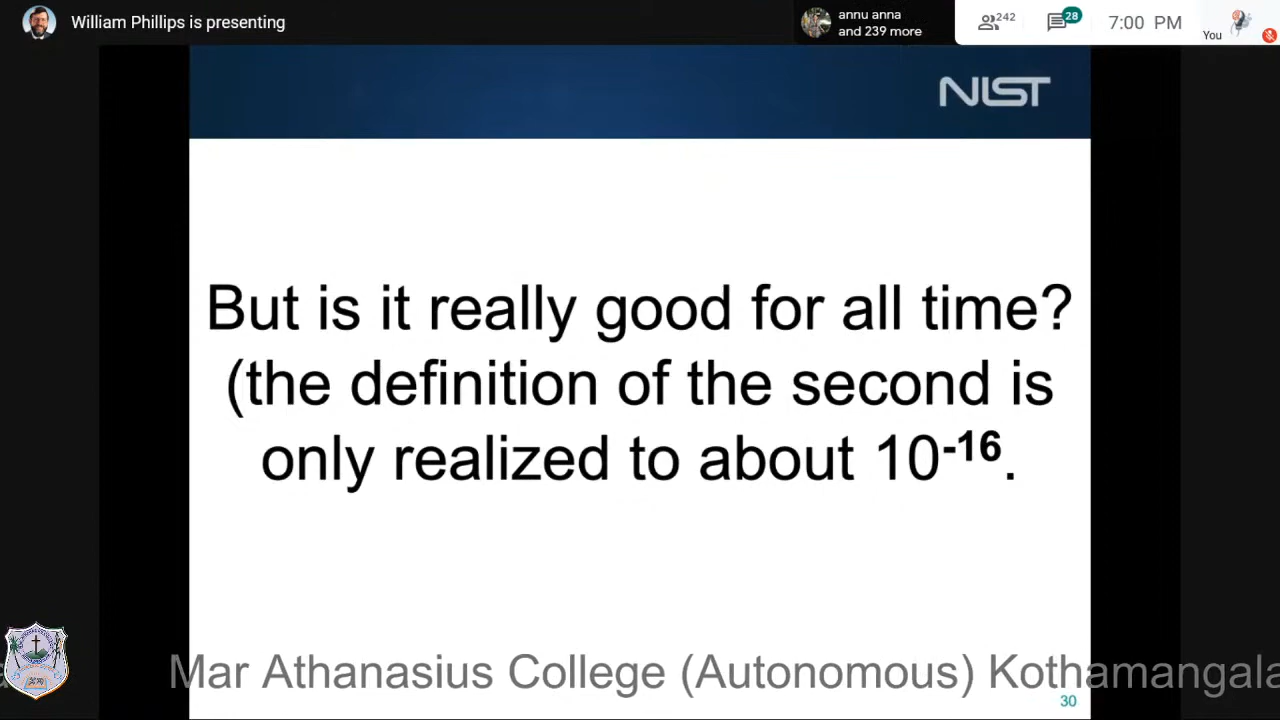 William Phillips is presenting
annu anna
and 239 more
242
28
7:00 PM
You
NIST
But is it really good for all time?
(the definition of the second is
only realized to about 10⁻¹⁶.
Mar Athanasius College (Autonomous) Kothamangala
30